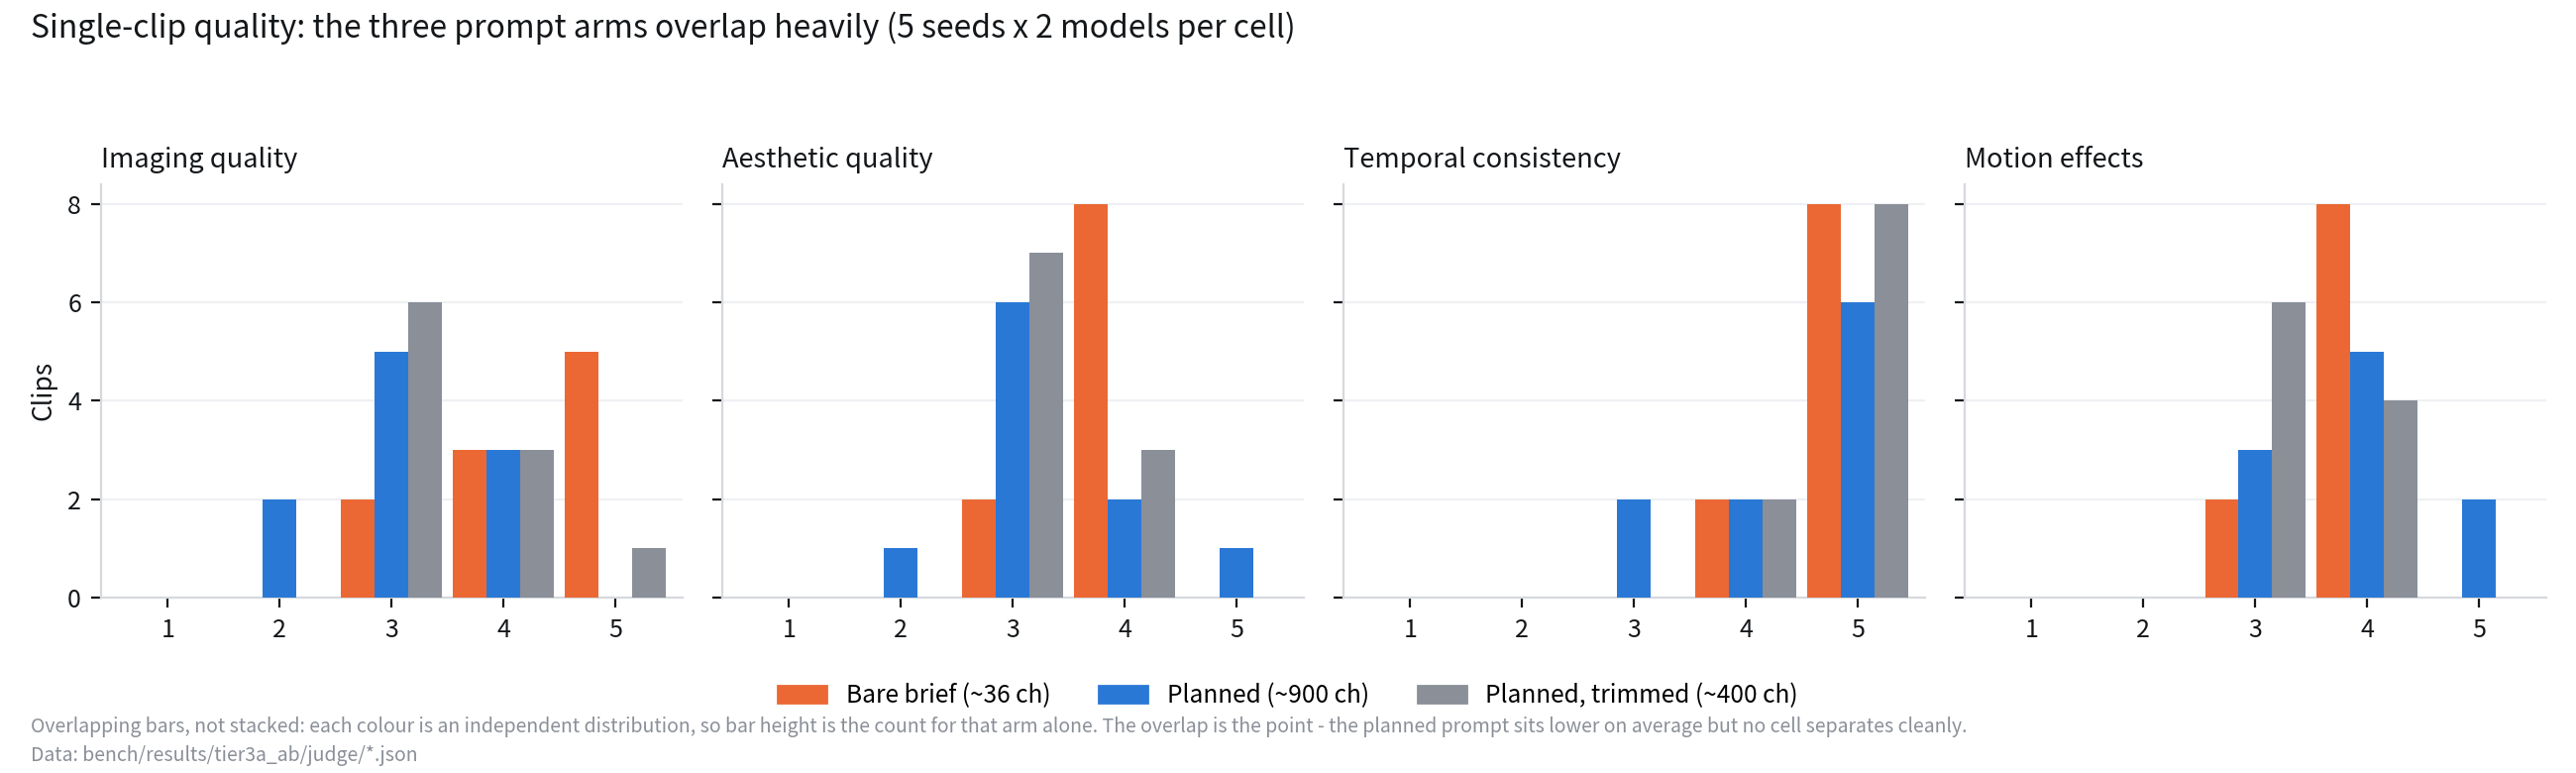 Single-clip quality: the three prompt arms overlap heavily (5 seeds x 2 models per cell)
Imaging quality
Aesthetic quality
Temporal consistency
Motion effects
Clips
8
6
4
2
0
1 2 3 4 5
1 2 3 4 5
1 2 3 4 5
1 2 3 4 5
Bare brief (~36 ch)
Planned (~900 ch)
Planned, trimmed (~400 ch)
Overlapping bars, not stacked: each colour is an independent distribution, so bar height is the count for that arm alone. The overlap is the point - the planned prompt sits lower on average but no cell separates cleanly.
Data: bench/results/tier3a_ab/judge/*.json